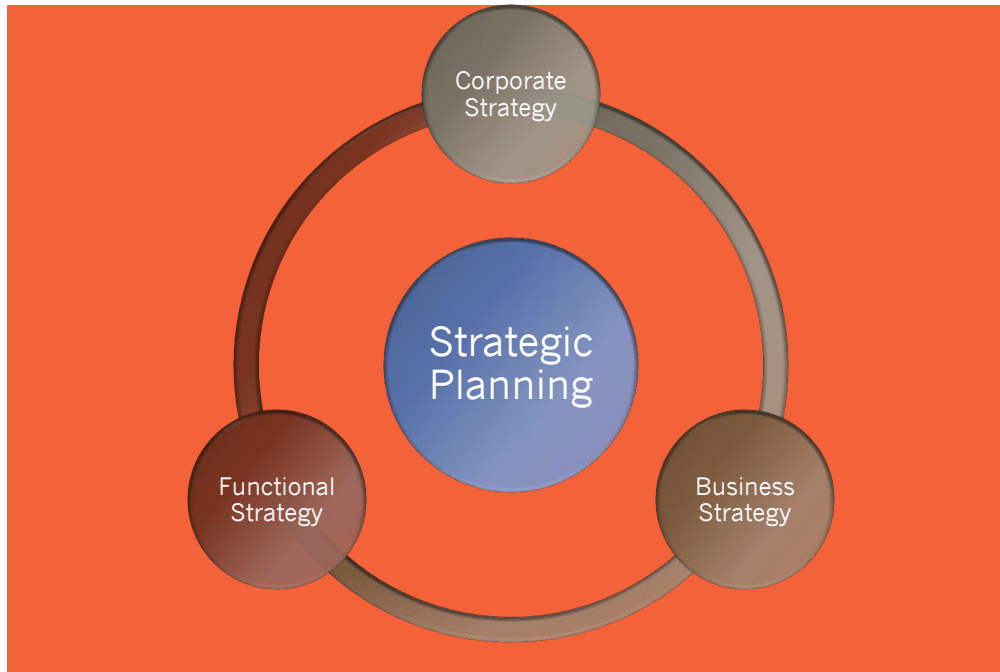 Corporate
Strategy
Strategic
Planning
Functional
Strategy
Business
Strategy